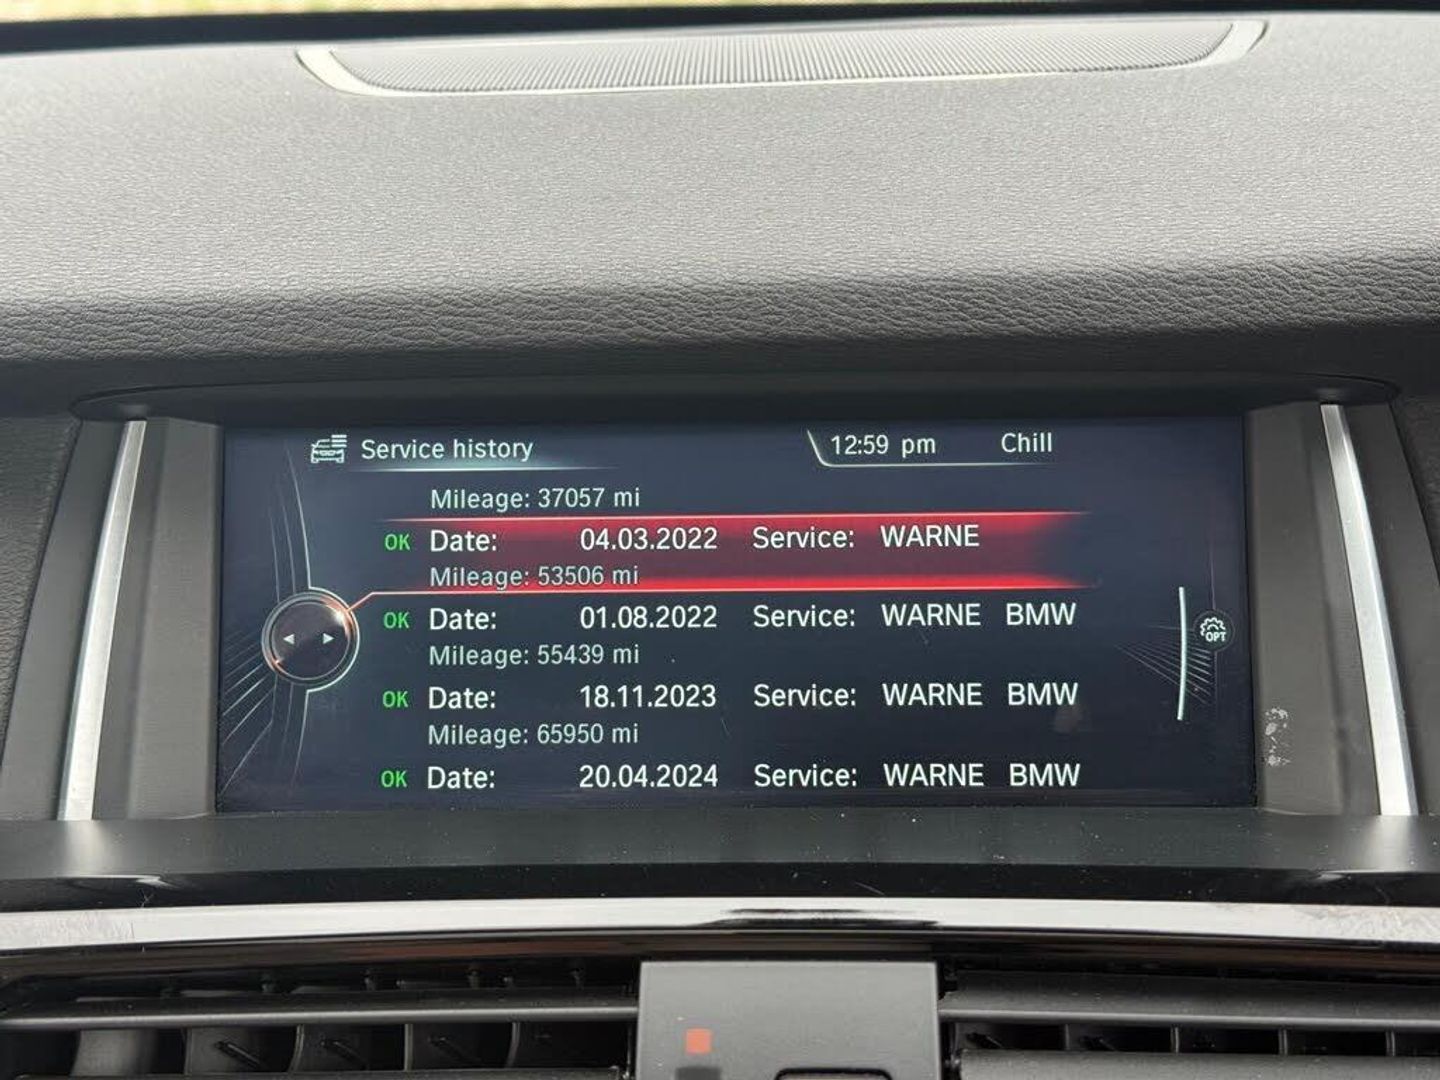 Service history 12:59 pm Chill
Mileage: 37057 mi
OK Date: 04.03.2022 Service: WARNE
Mileage: 53506 mi
OK Date: 01.08.2022 Service: WARNE BMW
Mileage: 55439 mi
OK Date: 18.11.2023 Service: WARNE BMW
OPT
Mileage: 65950 mi
OK Date: 20.04.2024 Service: WARNE BMW